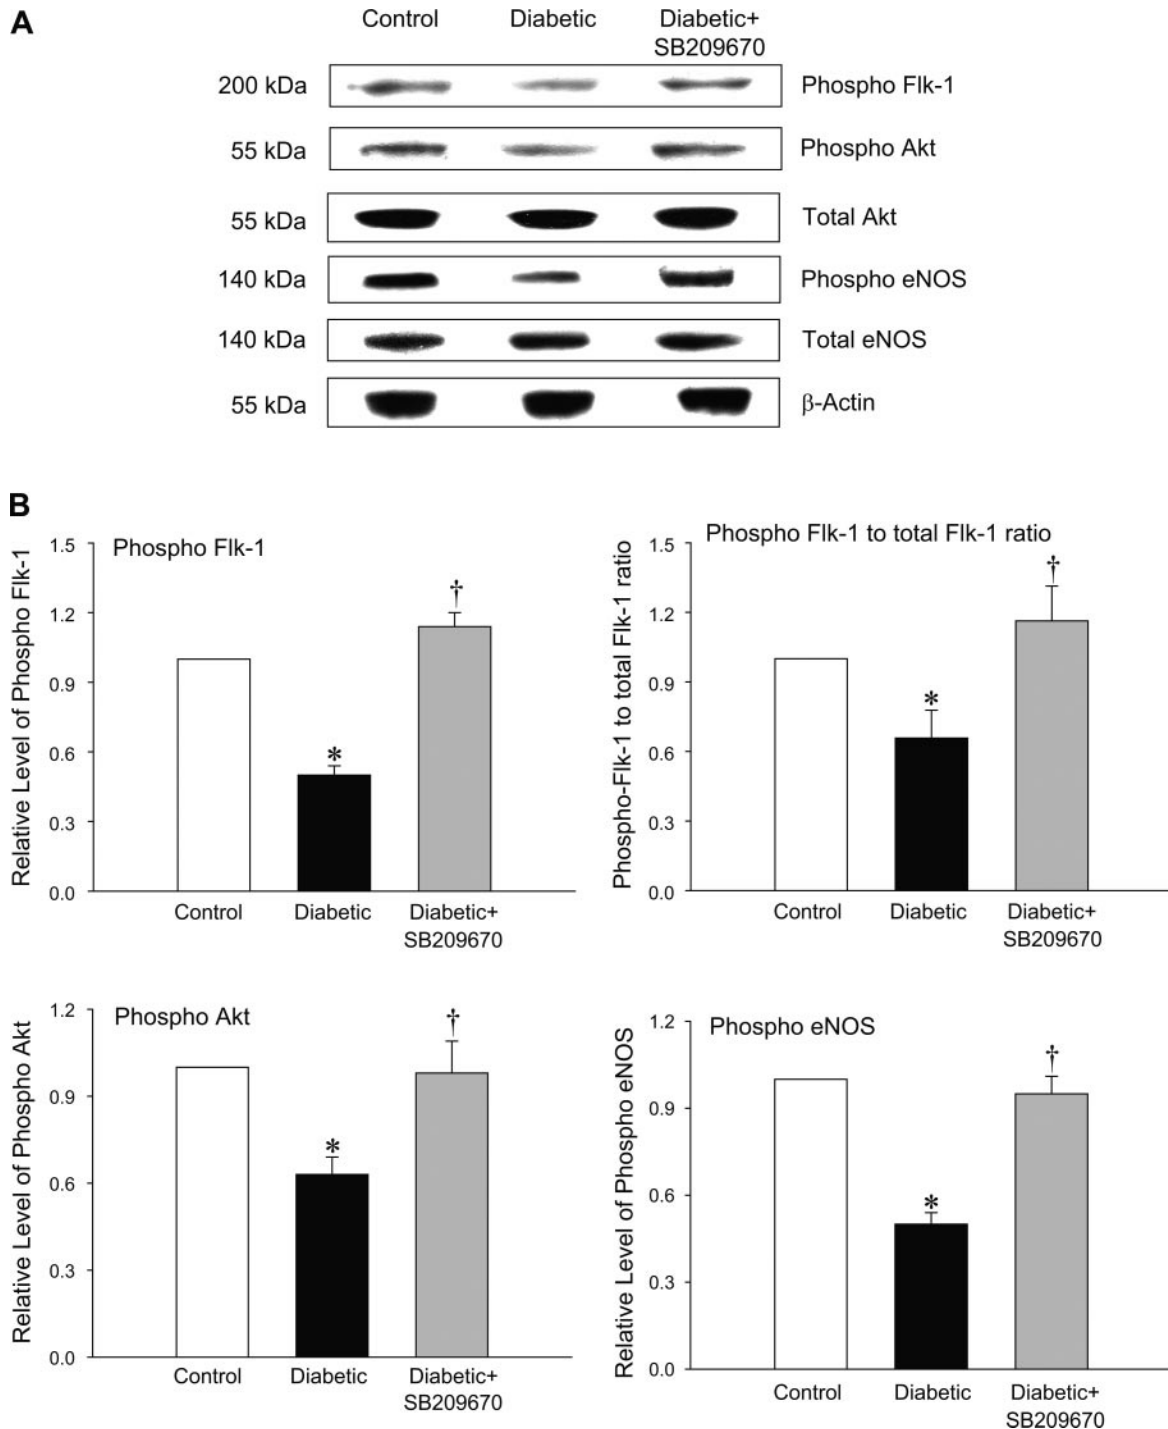 A
Control Diabetic Diabetic+
SB209670
200 kDa Phospho Flk-1
55 kDa Phospho Akt
55 kDa Total Akt
140 kDa Phospho eNOS
140 kDa Total eNOS
55 kDa β-Actin
B
Phospho Flk-1
Relative Level of Phospho Flk-1
1.5
1.2
0.9
0.6
0.3
0.0
*
†
Control Diabetic Diabetic+
SB209670
Phospho Flk-1 to total Flk-1 ratio
Phospho-Flk-1 to total Flk-1 ratio
1.5
1.2
0.9
0.6
0.3
0.0
*
†
Control Diabetic Diabetic+
SB209670
Phospho Akt
Relative Level of Phospho Akt
1.2
0.9
0.6
0.3
0.0
*
†
Control Diabetic Diabetic+
SB209670
Phospho eNOS
Relative Level of Phospho eNOS
1.2
0.9
0.6
0.3
0.0
*
†
Control Diabetic Diabetic+
SB209670